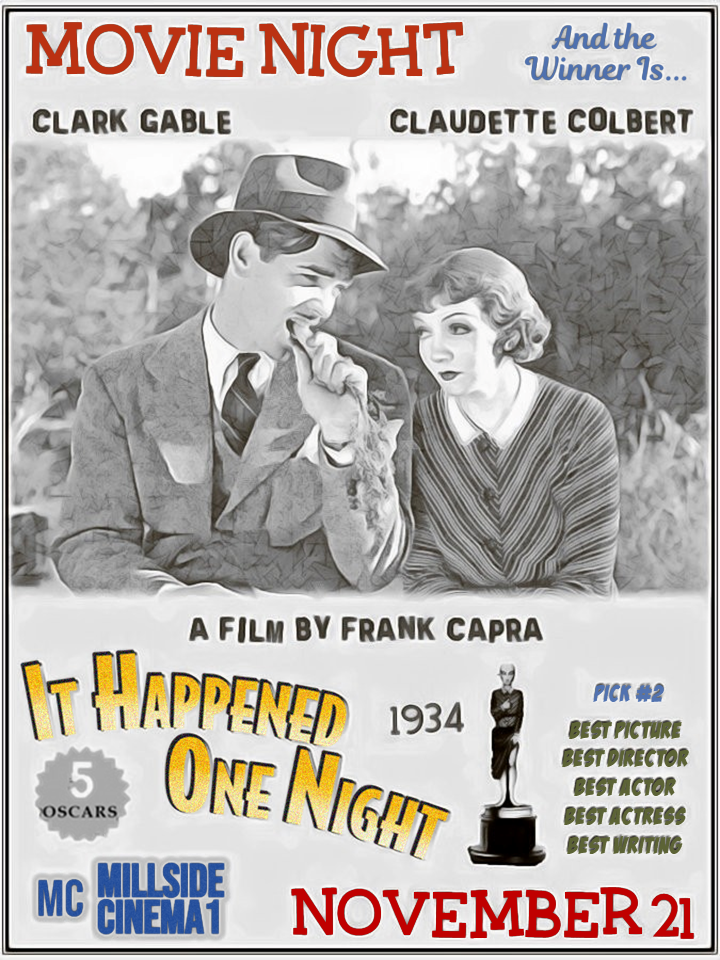 MOVIE NIGHT
And the
Winner Is...
CLARK GABLE
CLAUDETTE COLBERT
A FILM BY FRANK CAPRA
IT HAPPENED
ONE NIGHT
1934
5
OSCARS
PICK #2
BEST PICTURE
BEST DIRECTOR
BEST ACTOR
BEST ACTRESS
BEST WRITING
MC
MILLSIDE
CINEMA1
NOVEMBER 21